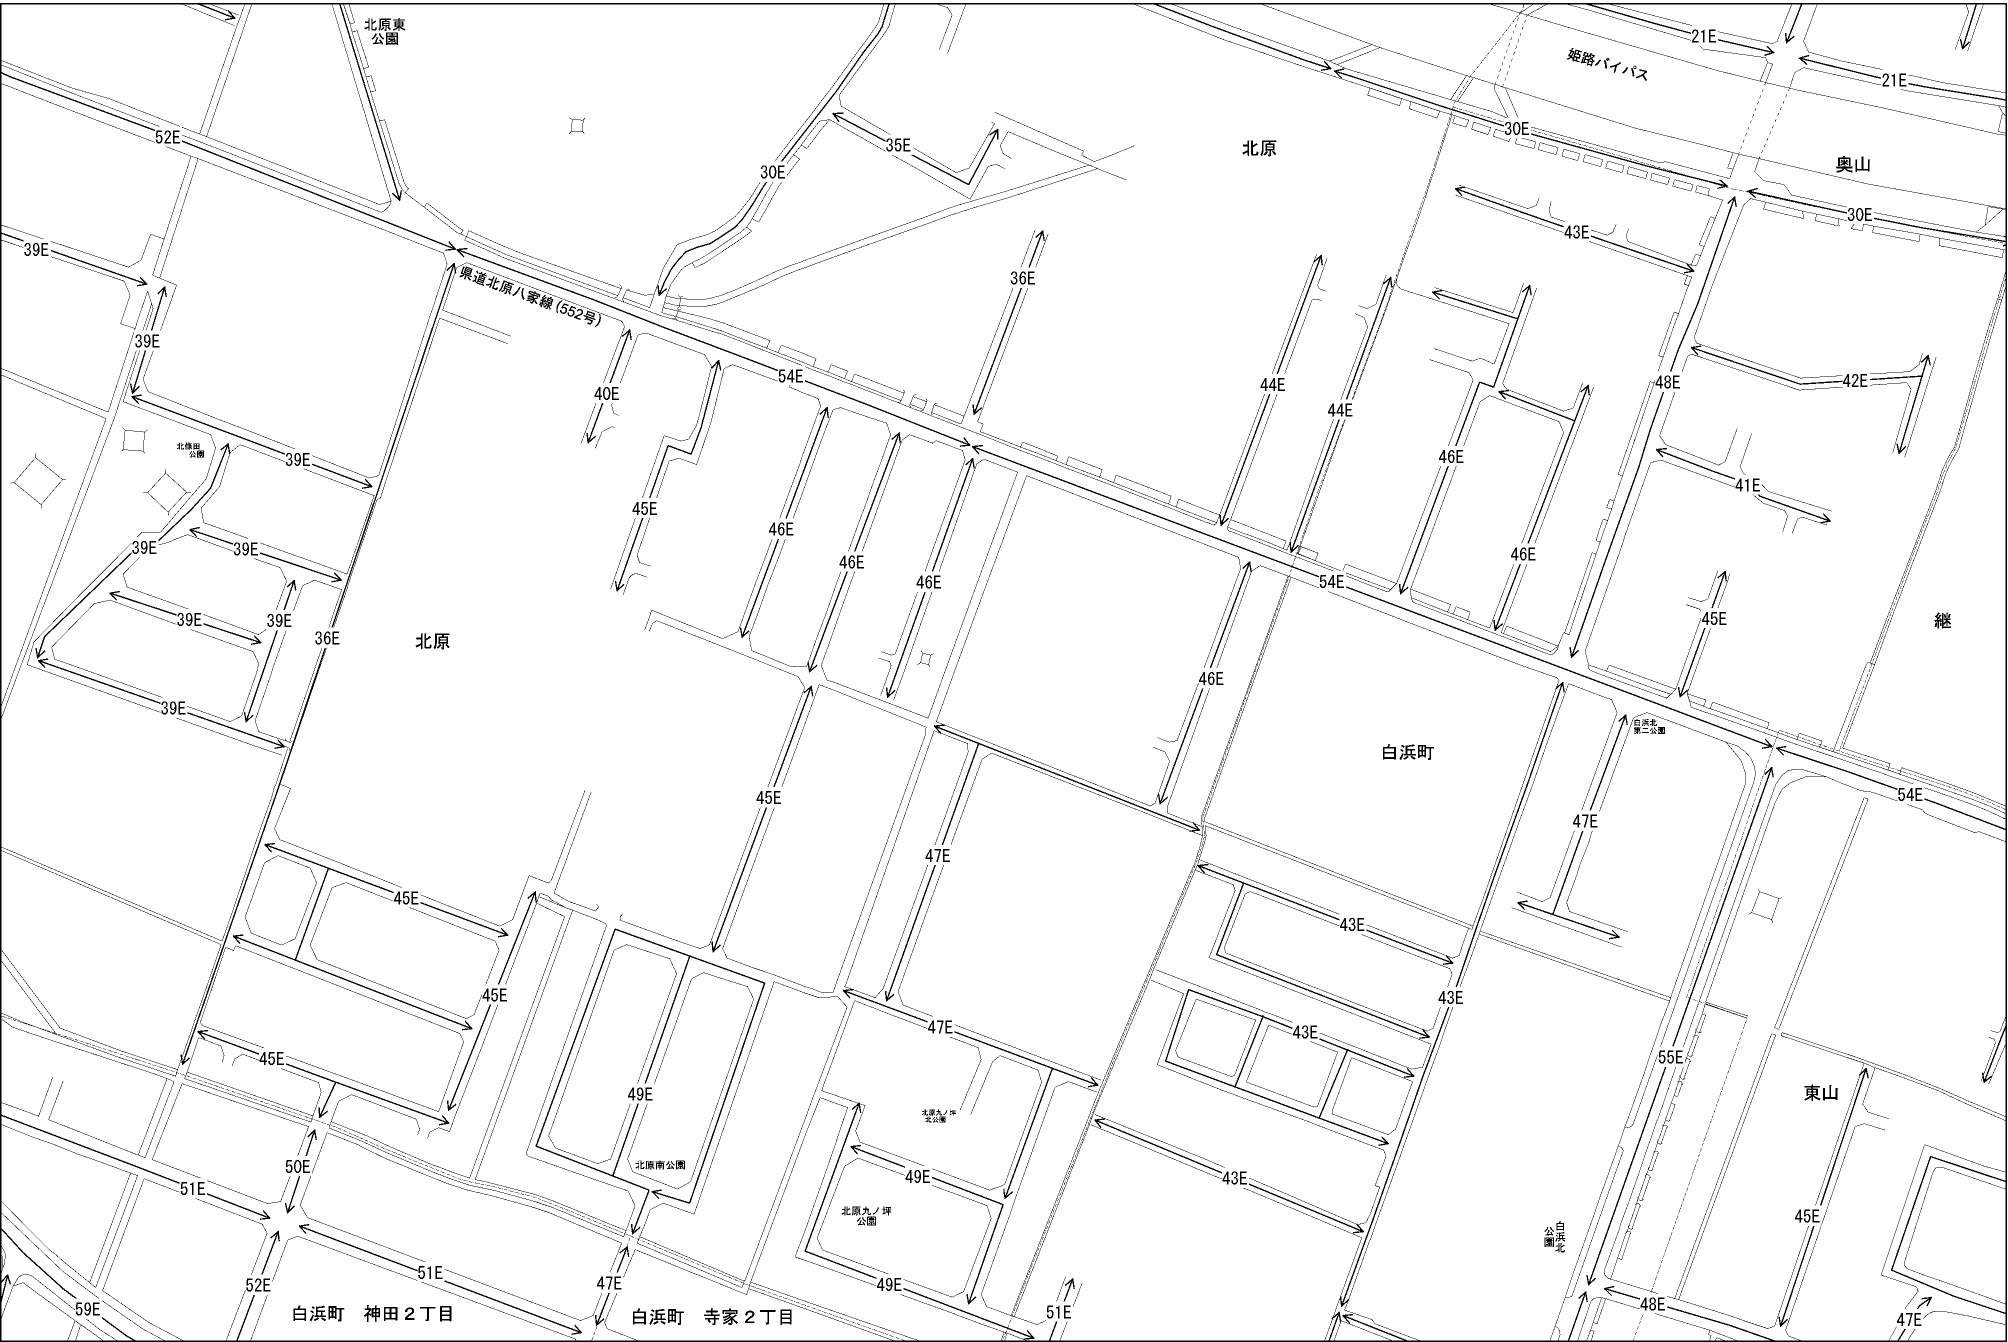 北原東
公園
21E
姫路バイパス
21E
52E
30E
35E
北原
30E
奥山
30E
43E
39E
県道北原八家線(552号)
36E
39E
54E
40E
44E
44E
48E
42E
北條田
公園
39E
46E
41E
45E
46E
46E
46E
46E
39E
39E
54E
39E
39E
45E
継
36E
北原
46E
39E
白浜北
第二公園
白浜町
45E
54E
47E
47E
45E
43E
45E
43E
47E
43E
45E
55E
49E
東山
北原九ノ坪
北公園
50E
北原南公園
49E
43E
51E
北原九ノ坪
公園
45E
白浜北
公園
51E
52E
47E
49E
59E
白浜町 神田2丁目
白浜町 寺家2丁目
51E
48E
47E